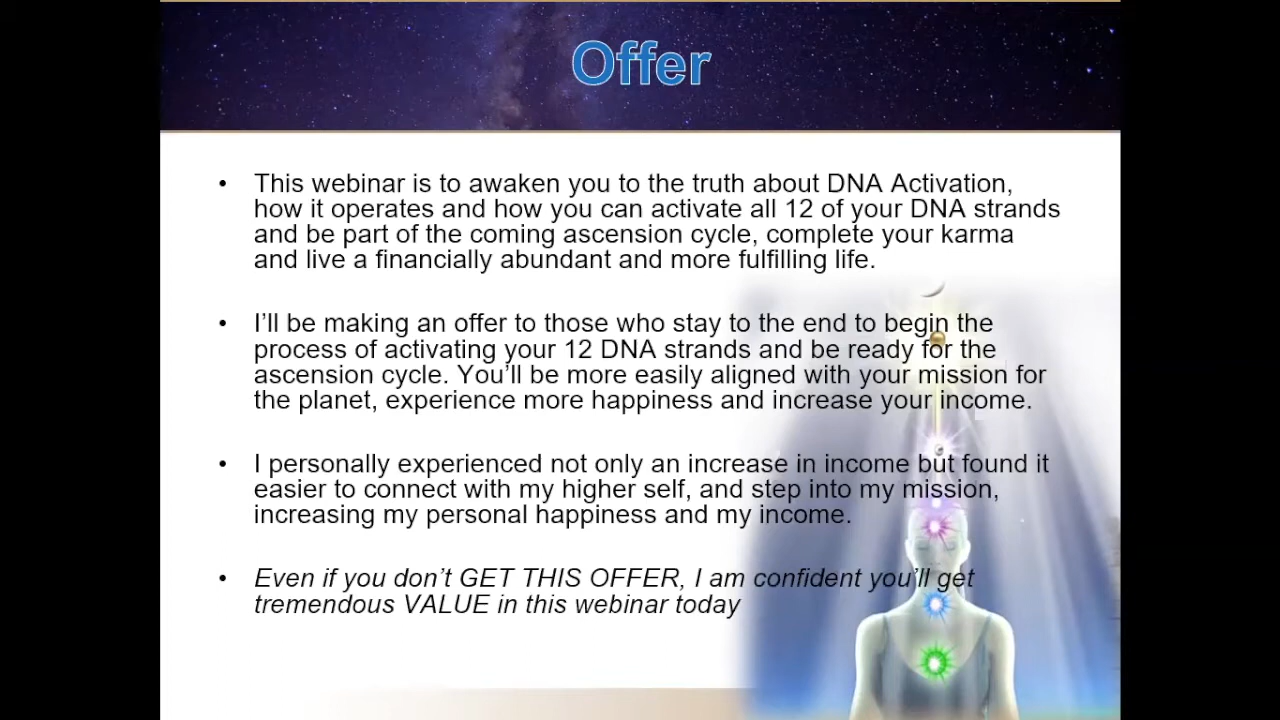 Offer
• This webinar is to awaken you to the truth about DNA Activation,
how it operates and how you can activate all 12 of your DNA strands
and be part of the coming ascension cycle, complete your karma
and live a financially abundant and more fulfilling life.
• I'll be making an offer to those who stay to the end to begin the
process of activating your 12 DNA strands and be ready for the
ascension cycle. You'll be more easily aligned with your mission for
the planet, experience more happiness and increase your income.
• I personally experienced not only an increase in income but found it
easier to connect with my higher self, and step into my mission,
increasing my personal happiness and my income.
• Even if you don't GET THIS OFFER, I am confident you'll get
tremendous VALUE in this webinar today